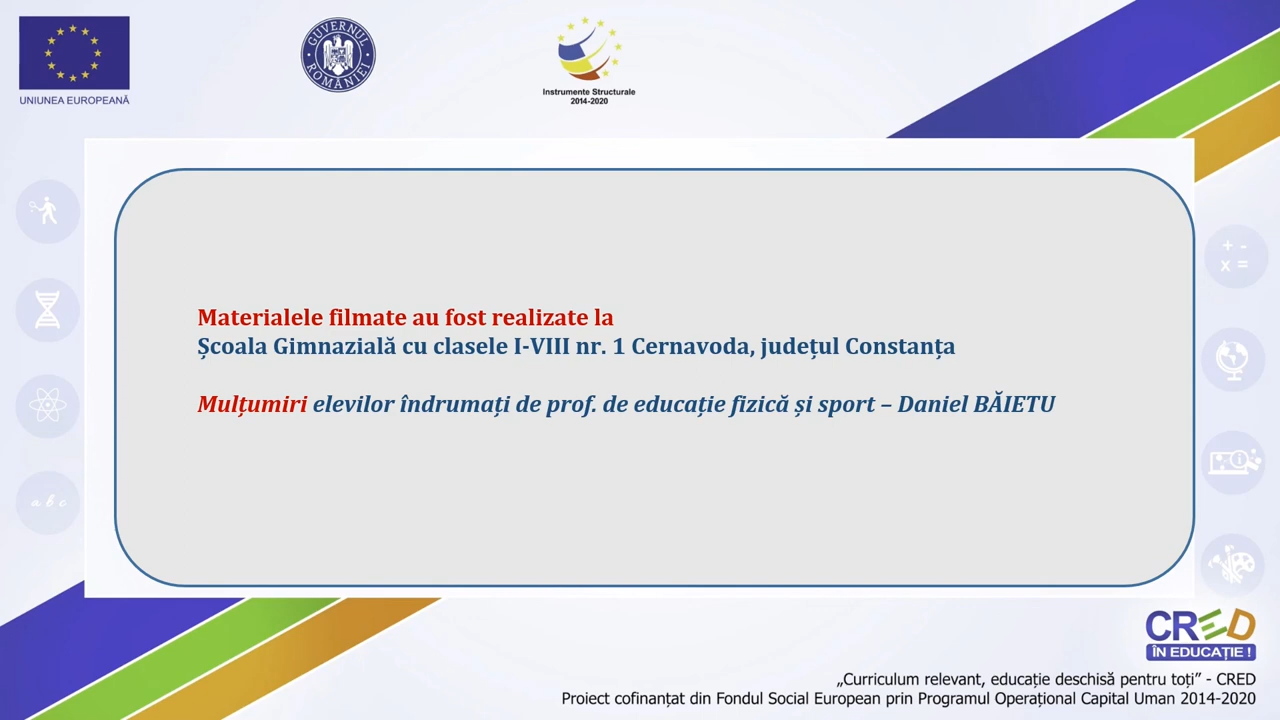 UNIUNEA EUROPEANĂ
GUVERNUL ROMÂNIEI
Instrumente Structurale
2014-2020
+ -
x =
Materialele filmate au fost realizate la
Școala Gimnazială cu clasele I-VIII nr. 1 Cernavoda, județul Constanța
Mulțumiri elevilor îndrumați de prof. de educație fizică și sport – Daniel BĂIETU
a b c
CRED
ÎN EDUCAȚIE !
„Curriculum relevant, educație deschisă pentru toți” - CRED
Proiect cofinanțat din Fondul Social European prin Programul Operațional Capital Uman 2014-2020